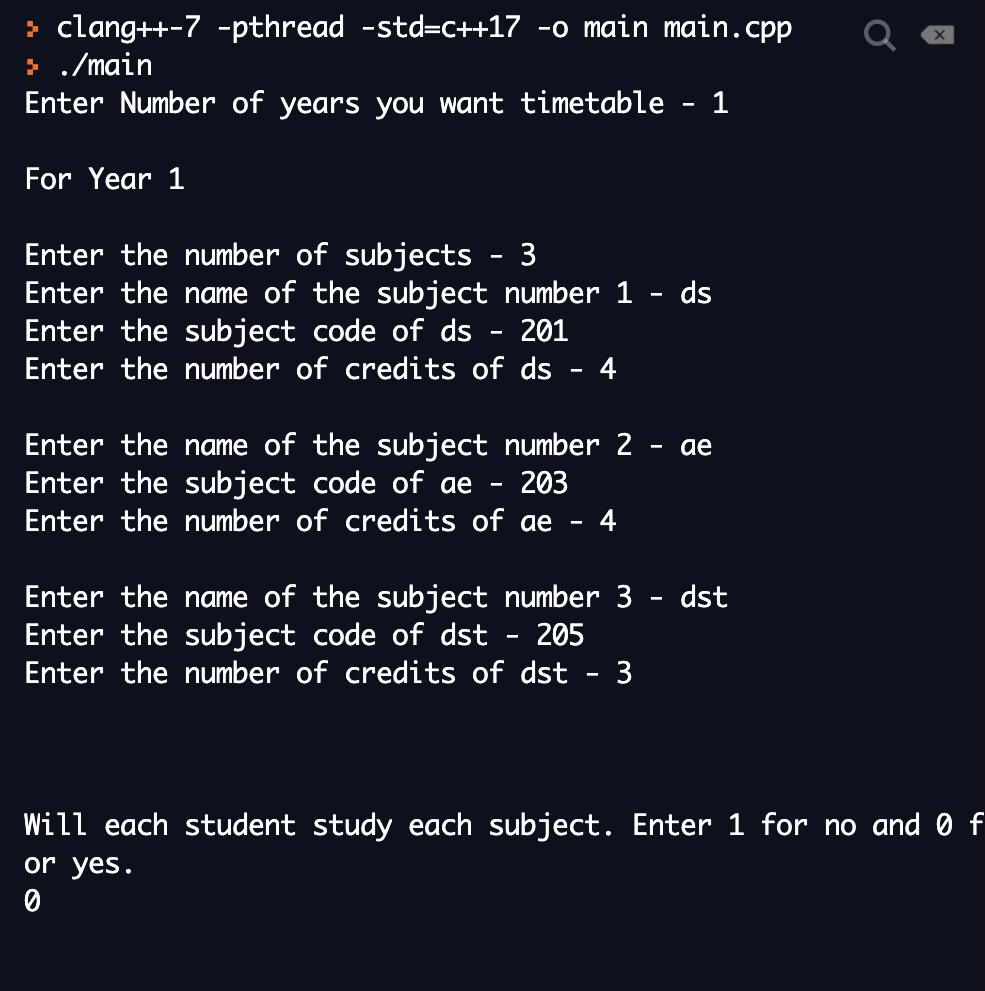 > clang++-7 -pthread -std=c++17 -o main main.cpp
> ./main
Enter Number of years you want timetable - 1
For Year 1
Enter the number of subjects - 3
Enter the name of the subject number 1 - ds
Enter the subject code of ds - 201
Enter the number of credits of ds - 4
Enter the name of the subject number 2 - ae
Enter the subject code of ae - 203
Enter the number of credits of ae - 4
Enter the name of the subject number 3 - dst
Enter the subject code of dst - 205
Enter the number of credits of dst - 3
Will each student study each subject. Enter 1 for no and 0 f
or yes.
0